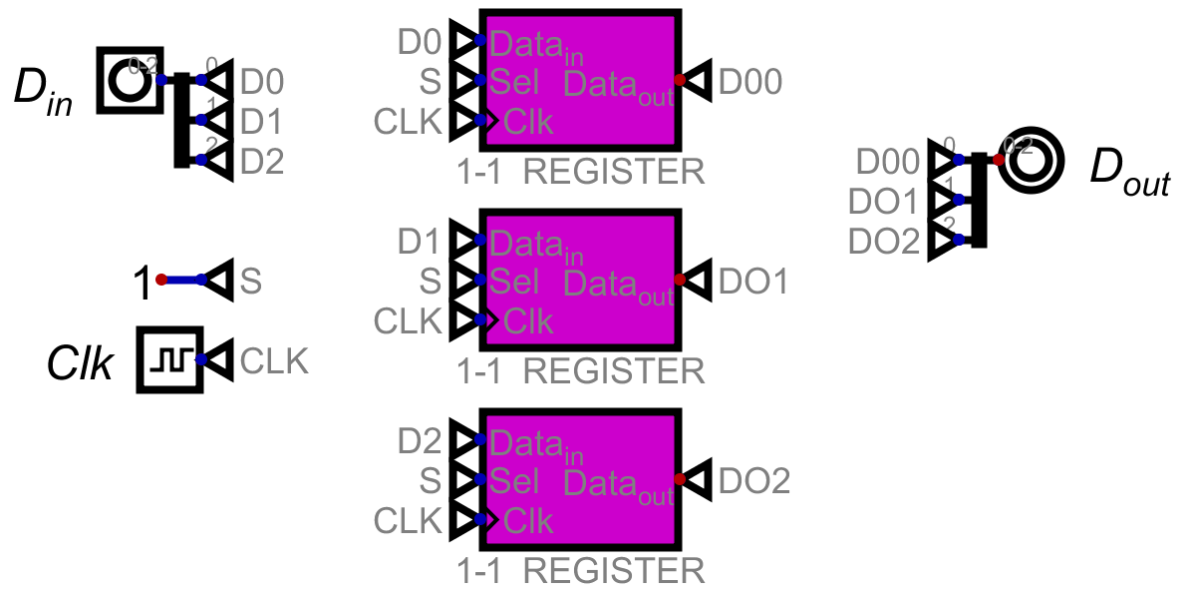 D_in
0-2
0
D0
1
D1
2
D2
1
S
Clk
CLK
D0
S
CLK
Data_in
Sel
Clk
Data_out
D00
1-1 REGISTER
D1
S
CLK
Data_in
Sel
Clk
Data_out
DO1
1-1 REGISTER
D2
S
CLK
Data_in
Sel
Clk
Data_out
DO2
1-1 REGISTER
D00
0
DO1
1
DO2
2
0-2
D_out